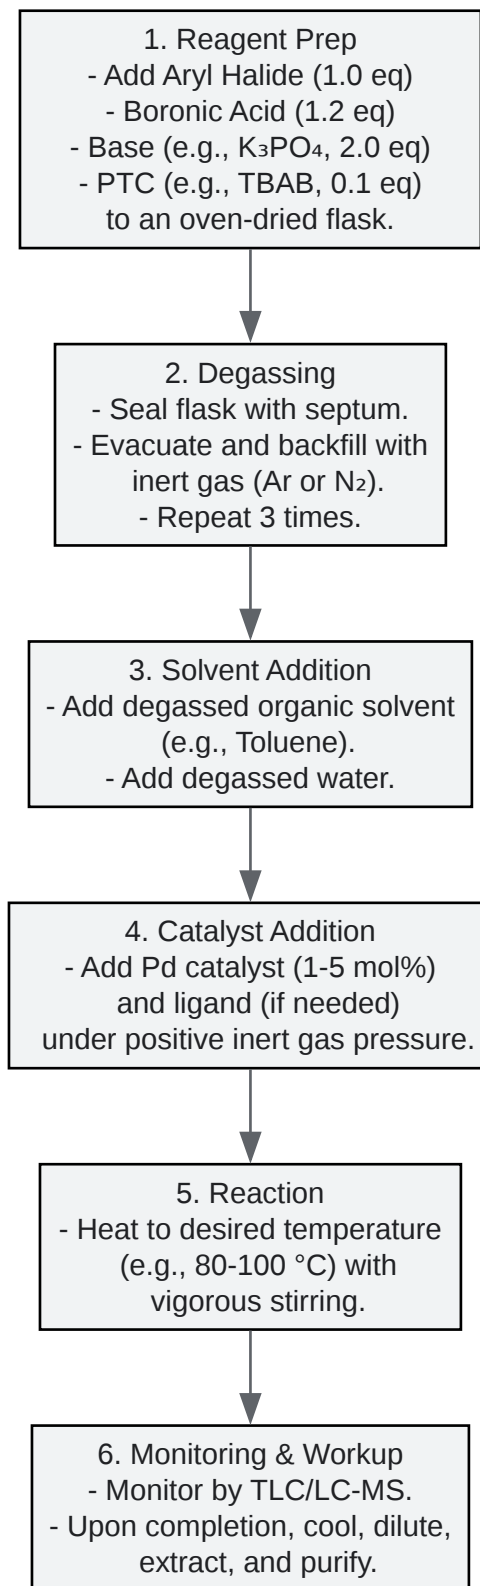 1. Reagent Prep
- Add Aryl Halide (1.0 eq)
- Boronic Acid (1.2 eq)
- Base (e.g., K₃PO₄, 2.0 eq)
- PTC (e.g., TBAB, 0.1 eq)
to an oven-dried flask.
2. Degassing
- Seal flask with septum.
- Evacuate and backfill with
inert gas (Ar or N₂).
- Repeat 3 times.
3. Solvent Addition
- Add degassed organic solvent
(e.g., Toluene).
- Add degassed water.
4. Catalyst Addition
- Add Pd catalyst (1-5 mol%)
and ligand (if needed)
under positive inert gas pressure.
5. Reaction
- Heat to desired temperature
(e.g., 80-100 °C) with
vigorous stirring.
6. Monitoring & Workup
- Monitor by TLC/LC-MS.
- Upon completion, cool, dilute,
extract, and purify.